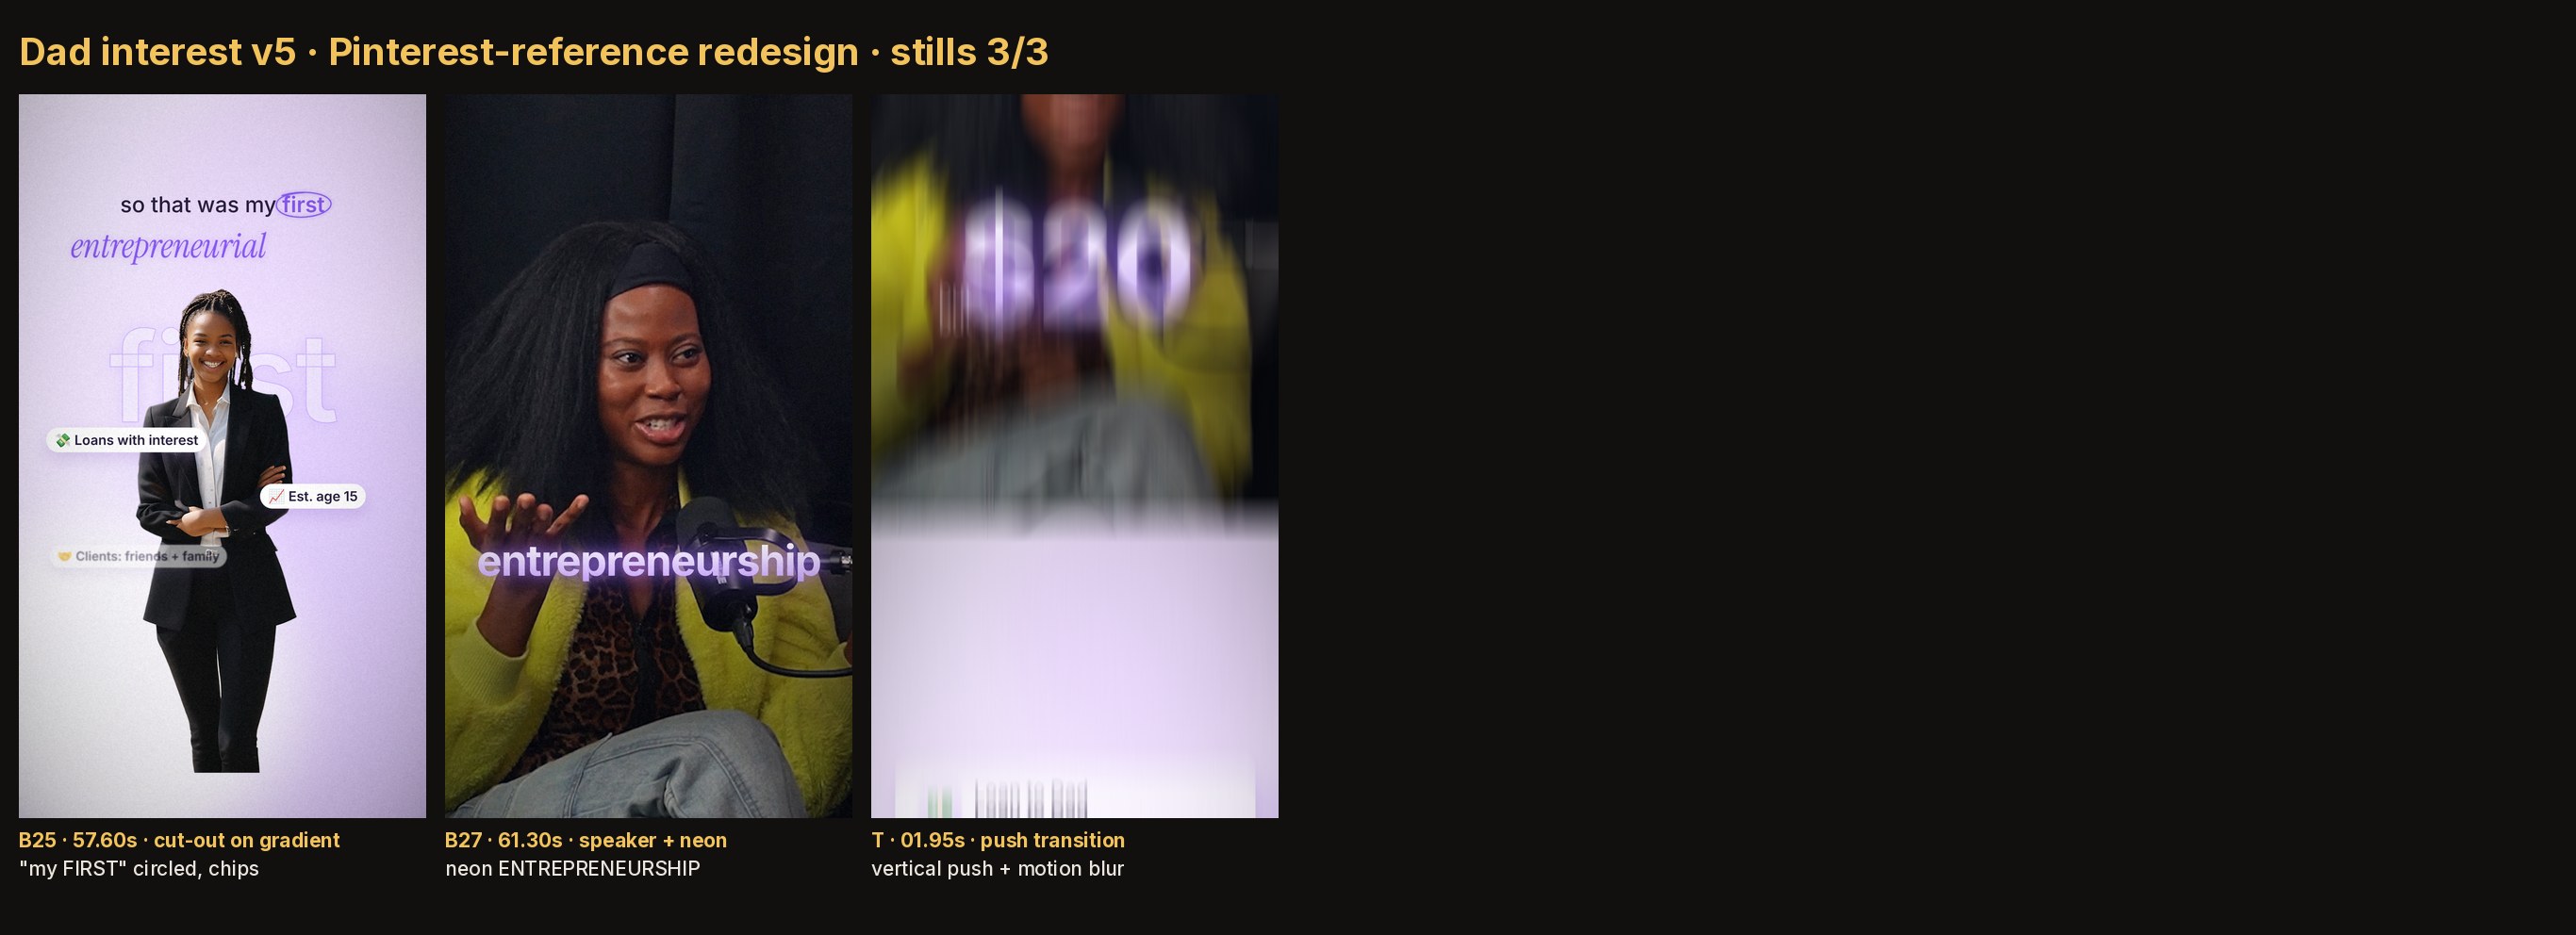 Dad interest v5 · Pinterest-reference redesign · stills 3/3
so that was my first
entrepreneurial
first
💸 Loans with interest
📈 Est. age 15
🤝 Clients: friends + family
entrepreneurship
$20
B25 · 57.60s · cut-out on gradient
"my FIRST" circled, chips
B27 · 61.30s · speaker + neon
neon ENTREPRENEURSHIP
T · 01.95s · push transition
vertical push + motion blur